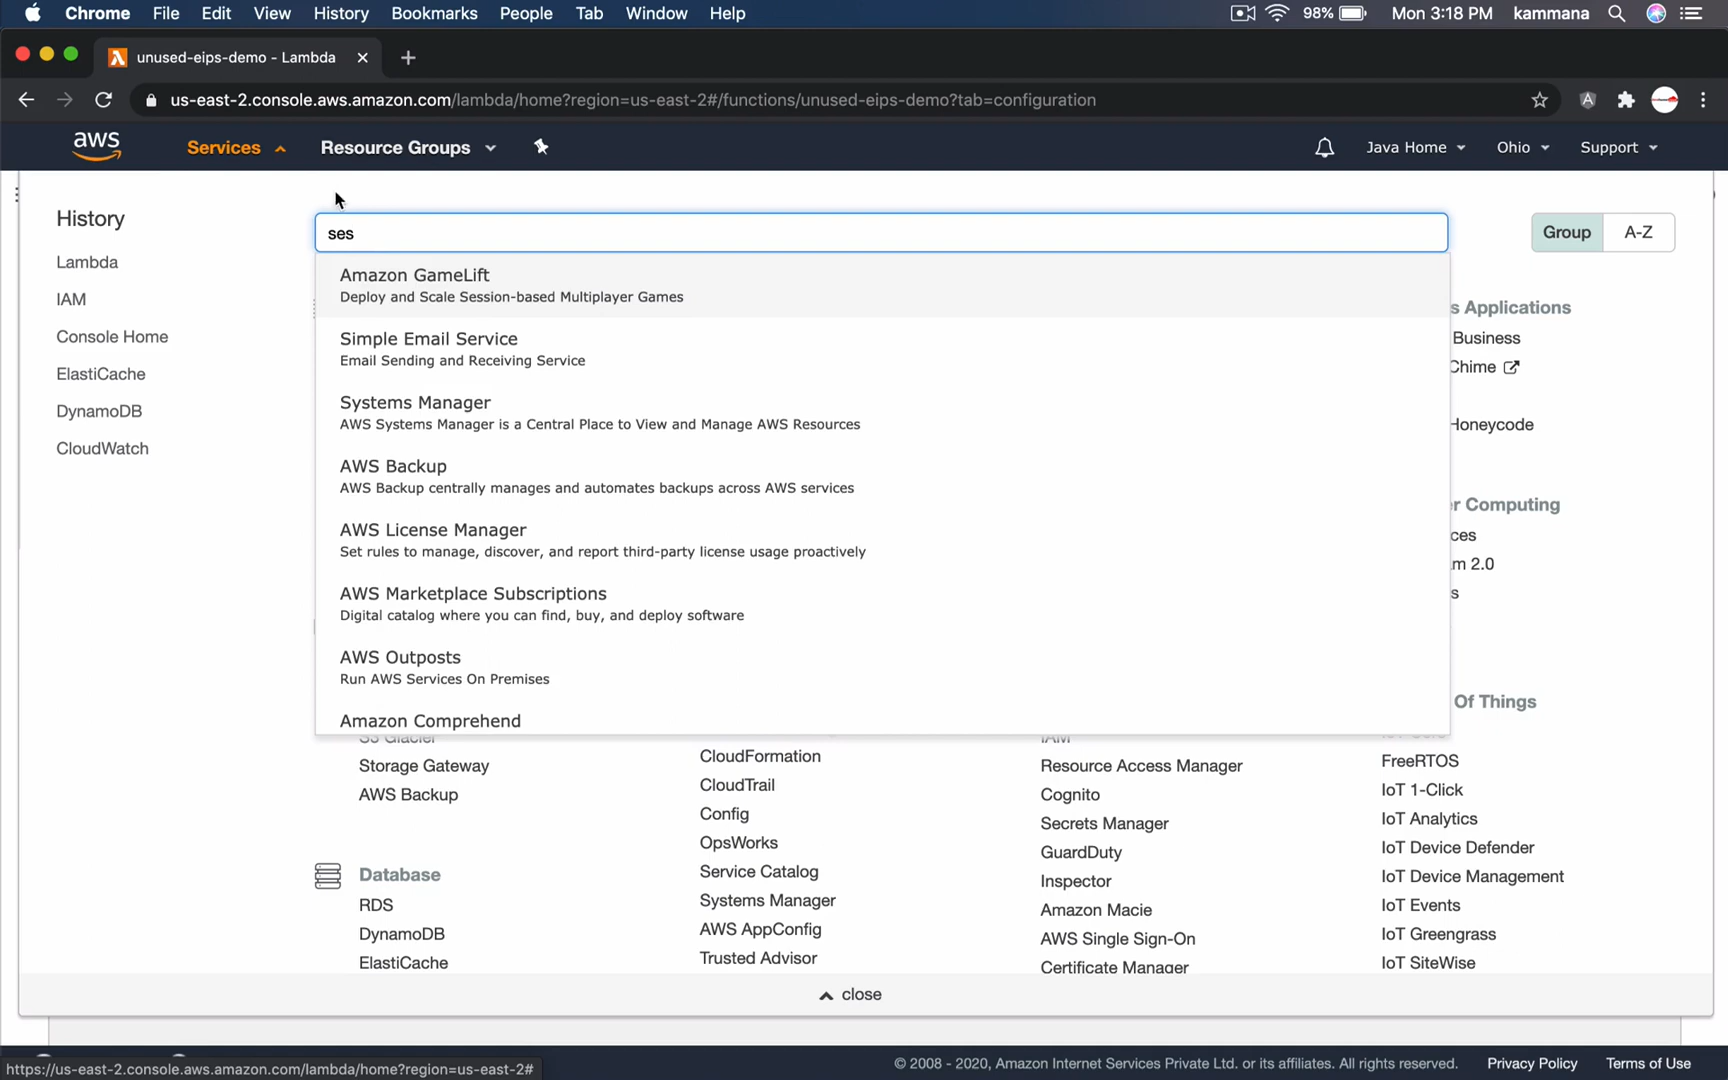 Chrome File Edit View History Bookmarks People Tab Window Help 98% Mon 3:18 PM kammana
unused-eips-demo - Lambda
us-east-2.console.aws.amazon.com/lambda/home?region=us-east-2#/functions/unused-eips-demo?tab=configuration
aws Services Resource Groups Java Home Ohio Support
History
Lambda
IAM
Console Home
ElastiCache
DynamoDB
CloudWatch
ses
Group A-Z
Amazon GameLift
Deploy and Scale Session-based Multiplayer Games
Simple Email Service
Email Sending and Receiving Service
Systems Manager
AWS Systems Manager is a Central Place to View and Manage AWS Resources
AWS Backup
AWS Backup centrally manages and automates backups across AWS services
AWS License Manager
Set rules to manage, discover, and report third-party license usage proactively
AWS Marketplace Subscriptions
Digital catalog where you can find, buy, and deploy software
AWS Outposts
Run AWS Services On Premises
Amazon Comprehend
S3 Glacier
Storage Gateway
AWS Backup
Database
RDS
DynamoDB
ElastiCache
CloudFormation
CloudTrail
Config
OpsWorks
Service Catalog
Systems Manager
AWS AppConfig
Trusted Advisor
IAM
Resource Access Manager
Cognito
Secrets Manager
GuardDuty
Inspector
Amazon Macie
AWS Single Sign-On
Certificate Manager
s Applications
Business
Chime
Honeycode
r Computing
ces
m 2.0
s
Of Things
IoT Core
FreeRTOS
IoT 1-Click
IoT Analytics
IoT Device Defender
IoT Device Management
IoT Events
IoT Greengrass
IoT SiteWise
close
https://us-east-2.console.aws.amazon.com/lambda/home?region=us-east-2#
© 2008 - 2020, Amazon Internet Services Private Ltd. or its affiliates. All rights reserved. Privacy Policy Terms of Use